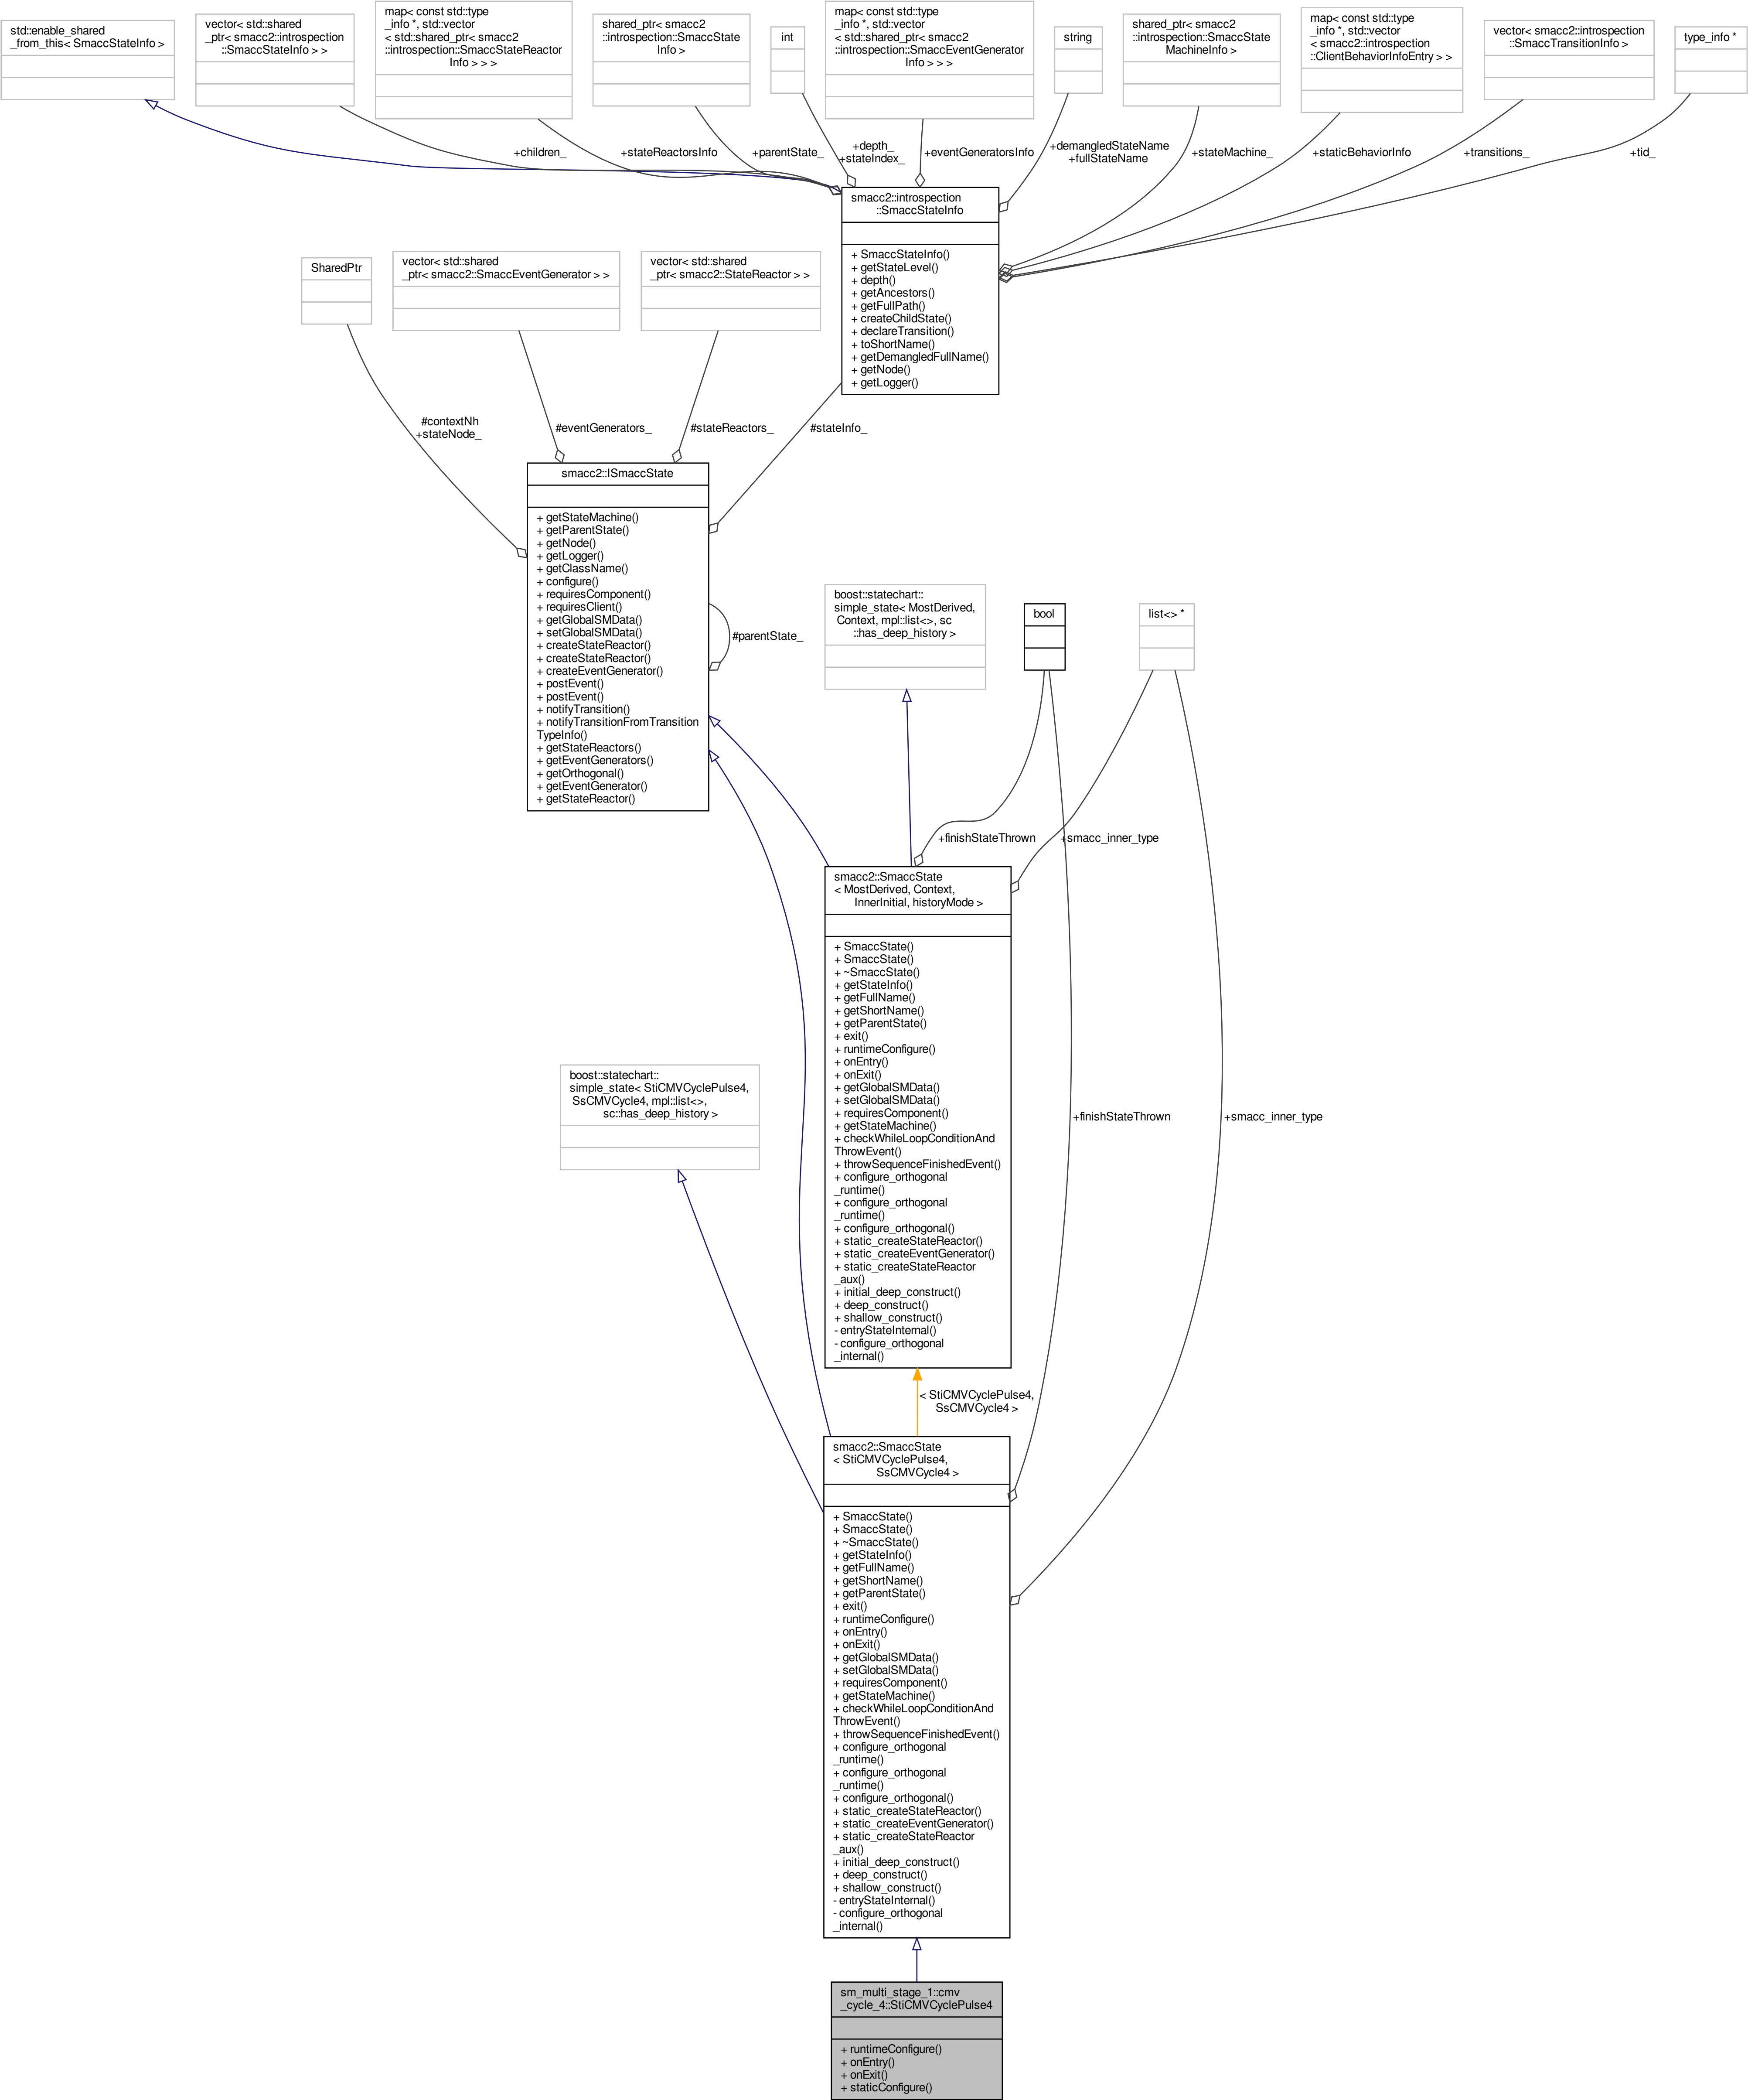 std::enable_shared
_from_this< SmaccStateInfo >
vector< std::shared
_ptr< smacc2::introspection
::SmaccStateInfo > >
map< const std::type
_info *, std::vector
< std::shared_ptr< smacc2
::introspection::SmaccStateReactor
Info > > >
shared_ptr< smacc2
::introspection::SmaccState
Info >
int
map< const std::type
_info *, std::vector
< std::shared_ptr< smacc2
::introspection::SmaccEventGenerator
Info > > >
string
shared_ptr< smacc2
::introspection::SmaccState
MachineInfo >
map< const std::type
_info *, std::vector
< smacc2::introspection
::ClientBehaviorInfoEntry > >
vector< smacc2::introspection
::SmaccTransitionInfo >
type_info *
+children_
+stateReactorsInfo
+parentState_
+depth_
+stateIndex_
+eventGeneratorsInfo
+demangledStateName
+fullStateName
+stateMachine_
+staticBehaviorInfo
+transitions_
+tid_
smacc2::introspection
::SmaccStateInfo
+ SmaccStateInfo()
+ getStateLevel()
+ depth()
+ getAncestors()
+ getFullPath()
+ createChildState()
+ declareTransition()
+ toShortName()
+ getDemangledFullName()
+ getNode()
+ getLogger()
SharedPtr
vector< std::shared
_ptr< smacc2::SmaccEventGenerator > >
vector< std::shared
_ptr< smacc2::StateReactor > >
#contextNh
+stateNode_
#eventGenerators_
#stateReactors_
#stateInfo_
smacc2::ISmaccState
+ getStateMachine()
+ getParentState()
+ getNode()
+ getLogger()
+ getClassName()
+ configure()
+ requiresComponent()
+ requiresClient()
+ getGlobalSMData()
+ setGlobalSMData()
+ createStateReactor()
+ createStateReactor()
+ createEventGenerator()
+ postEvent()
+ postEvent()
+ notifyTransition()
+ notifyTransitionFromTransition
TypeInfo()
+ getStateReactors()
+ getEventGenerators()
+ getOrthogonal()
+ getEventGenerator()
+ getStateReactor()
#parentState_
boost::statechart::
simple_state< MostDerived,
Context, mpl::list<>, sc
::has_deep_history >
bool
list<> *
+finishStateThrown
+smacc_inner_type
smacc2::SmaccState
< MostDerived, Context,
InnerInitial, historyMode >
+ SmaccState()
+ SmaccState()
+ ~SmaccState()
+ getStateInfo()
+ getFullName()
+ getShortName()
+ getParentState()
+ exit()
+ runtimeConfigure()
+ onEntry()
+ onExit()
+ getGlobalSMData()
+ setGlobalSMData()
+ requiresComponent()
+ getStateMachine()
+ checkWhileLoopConditionAnd
ThrowEvent()
+ throwSequenceFinishedEvent()
+ configure_orthogonal
_runtime()
+ configure_orthogonal
_runtime()
+ configure_orthogonal()
+ static_createStateReactor()
+ static_createEventGenerator()
+ static_createStateReactor
_aux()
+ initial_deep_construct()
+ deep_construct()
+ shallow_construct()
- entryStateInternal()
- configure_orthogonal
_internal()
boost::statechart::
simple_state< StiCMVCyclePulse4,
SsCMVCycle4, mpl::list<>,
sc::has_deep_history >
+finishStateThrown
+smacc_inner_type
< StiCMVCyclePulse4,
SsCMVCycle4 >
smacc2::SmaccState
< StiCMVCyclePulse4,
SsCMVCycle4 >
+ SmaccState()
+ SmaccState()
+ ~SmaccState()
+ getStateInfo()
+ getFullName()
+ getShortName()
+ getParentState()
+ exit()
+ runtimeConfigure()
+ onEntry()
+ onExit()
+ getGlobalSMData()
+ setGlobalSMData()
+ requiresComponent()
+ getStateMachine()
+ checkWhileLoopConditionAnd
ThrowEvent()
+ throwSequenceFinishedEvent()
+ configure_orthogonal
_runtime()
+ configure_orthogonal
_runtime()
+ configure_orthogonal()
+ static_createStateReactor()
+ static_createEventGenerator()
+ static_createStateReactor
_aux()
+ initial_deep_construct()
+ deep_construct()
+ shallow_construct()
- entryStateInternal()
- configure_orthogonal
_internal()
sm_multi_stage_1::cmv
_cycle_4::StiCMVCyclePulse4
+ runtimeConfigure()
+ onEntry()
+ onExit()
+ staticConfigure()